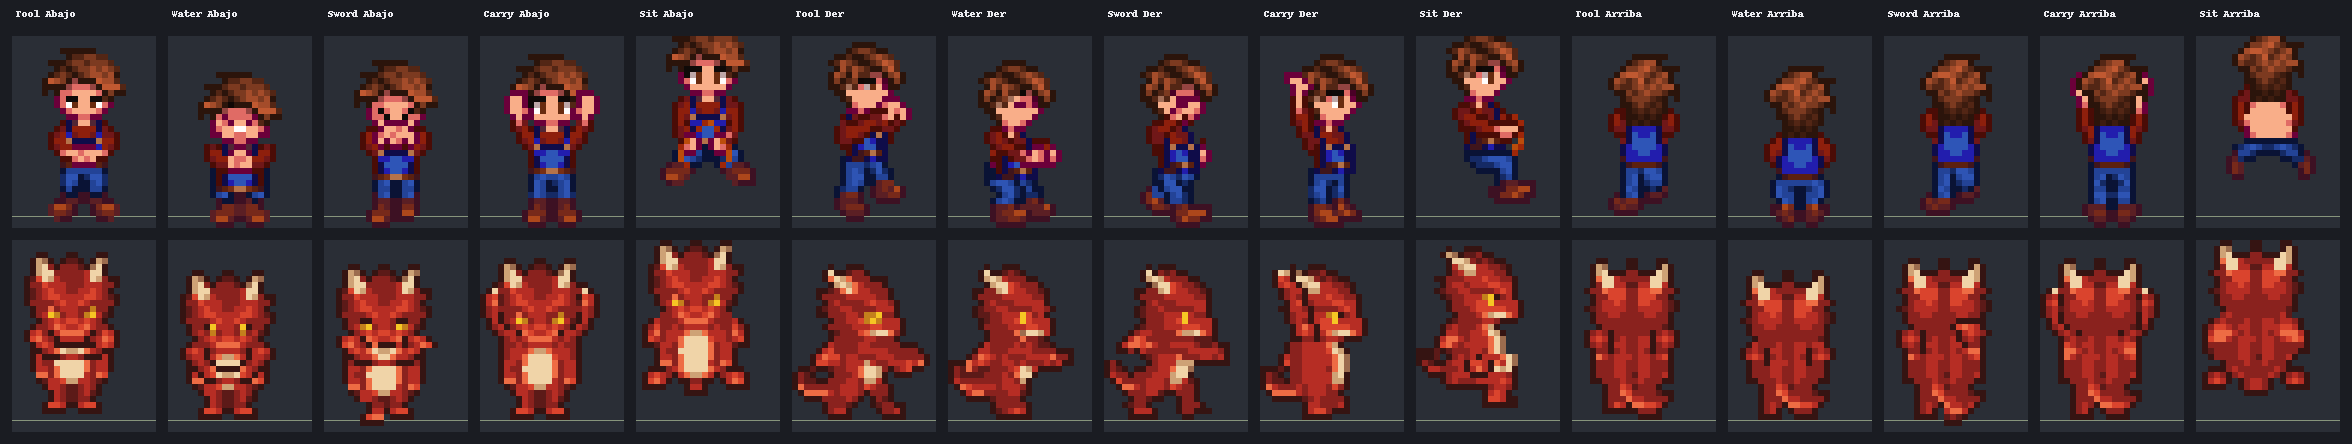 Tool Abajo
Water Abajo
Sword Abajo
Carry Abajo
Sit Abajo
Tool Der
Water Der
Sword Der
Carry Der
Sit Der
Tool Arriba
Water Arriba
Sword Arriba
Carry Arriba
Sit Arriba